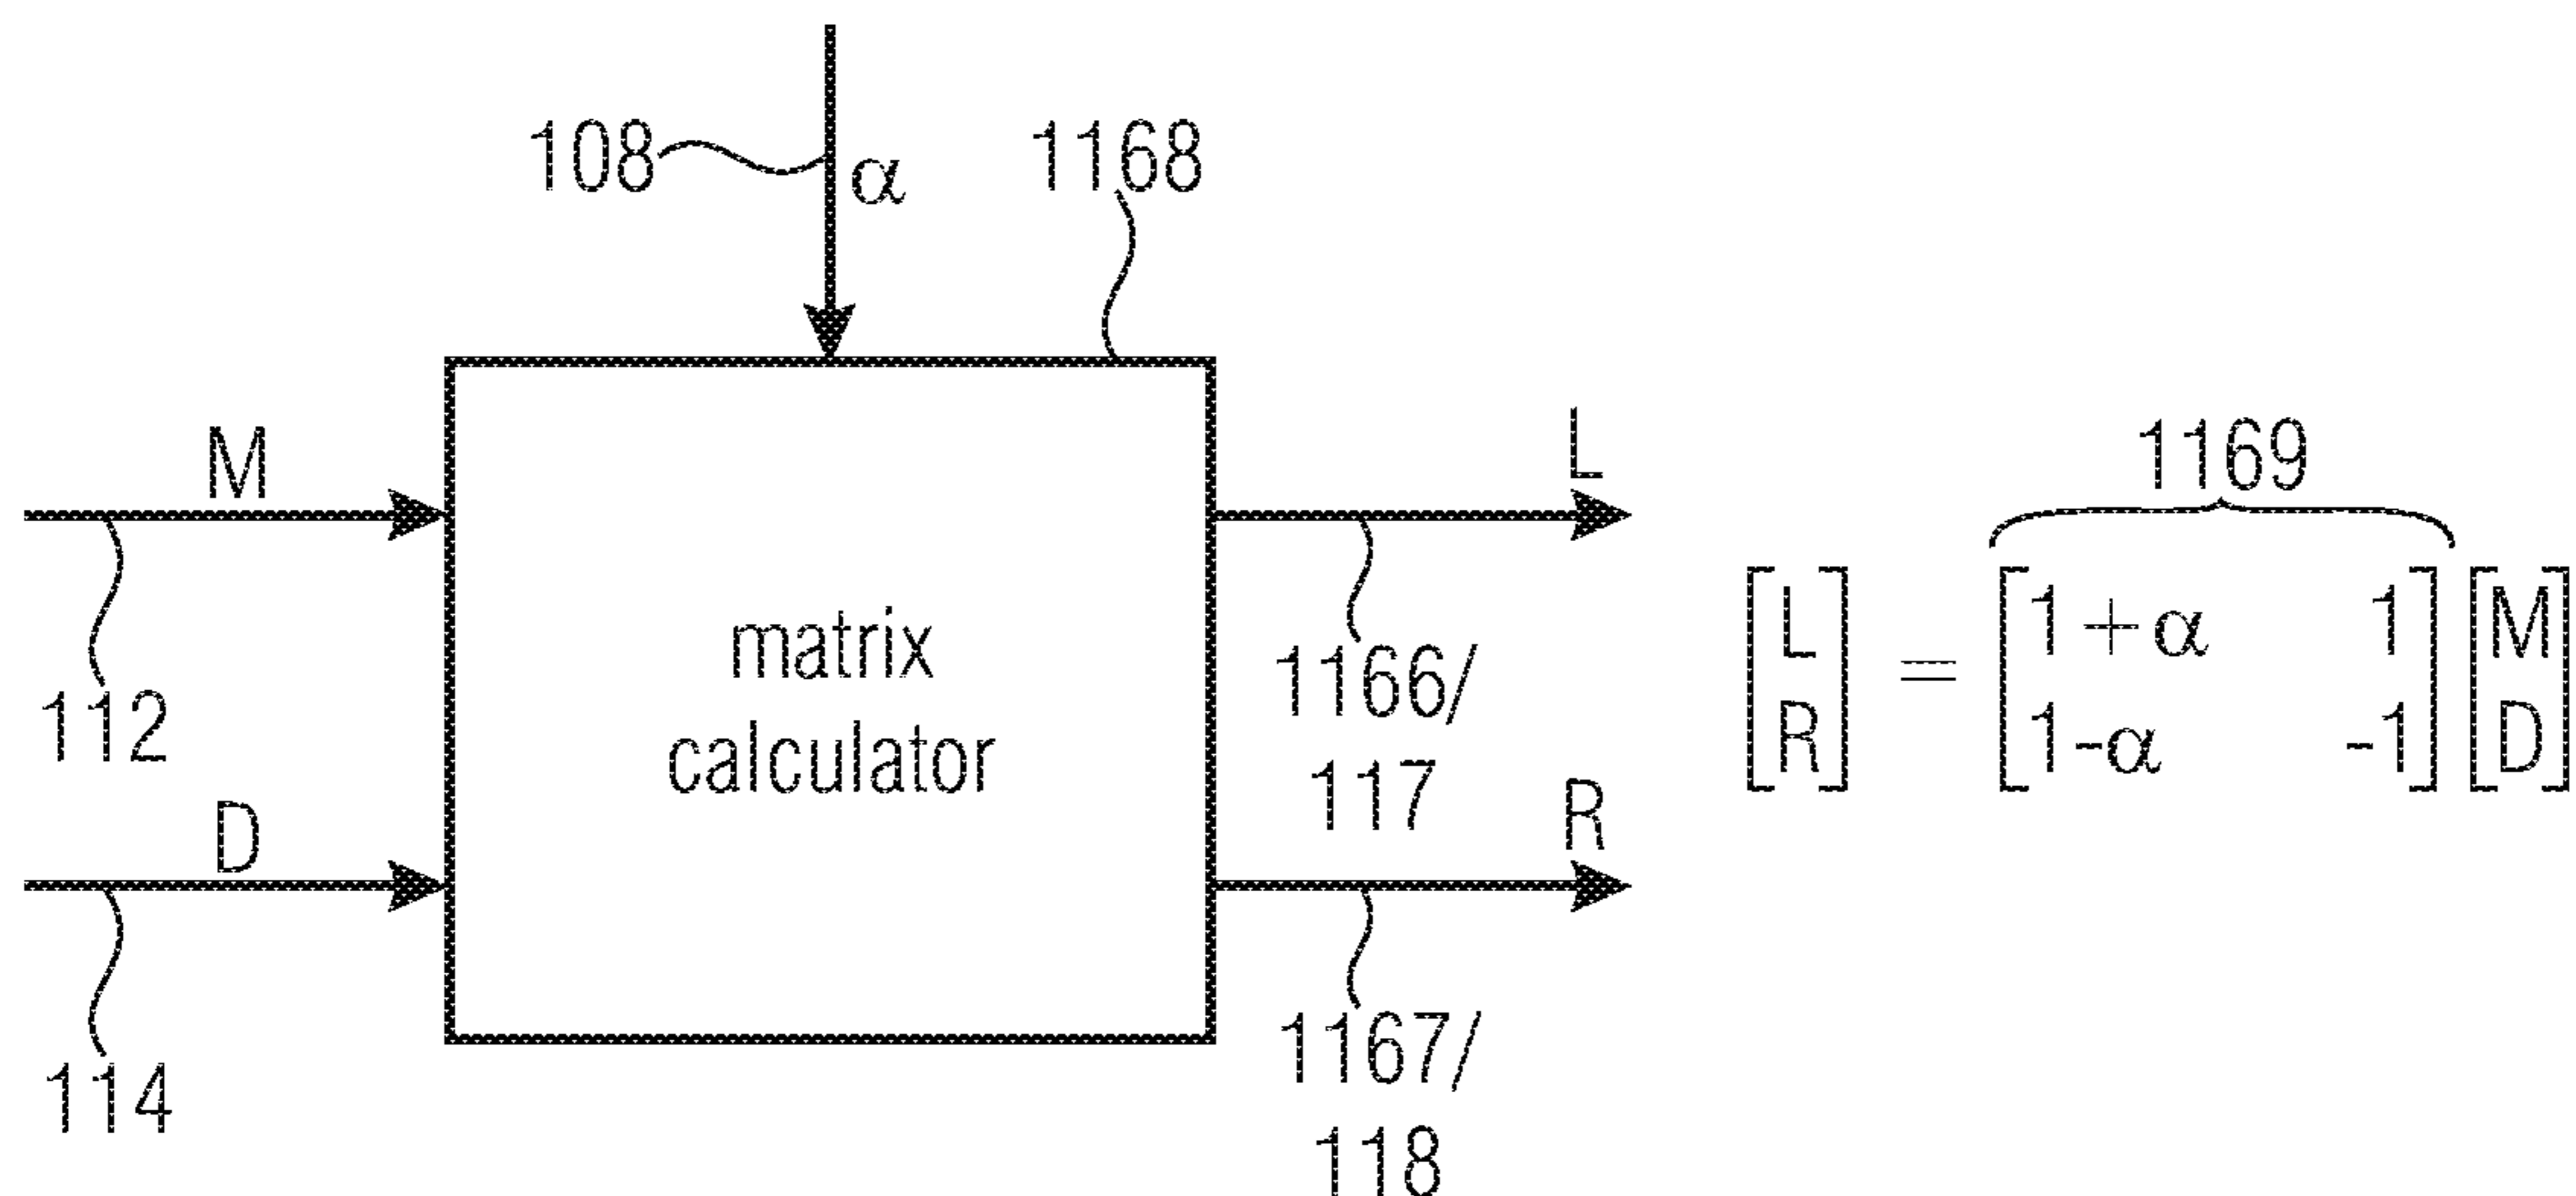 108
α
1168
M
112
D
114
matrix
calculator
L
1166/
117
R
1167/
118
1169
[L R] = [1+α 1 1-α -1] [M D]